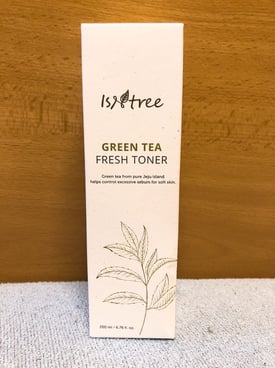 Isntree
GREEN TEA
FRESH TONER
Green tea from pure Jeju Island
helps control excessive sebum for soft skin.
200 ml / 6.76 fl. oz